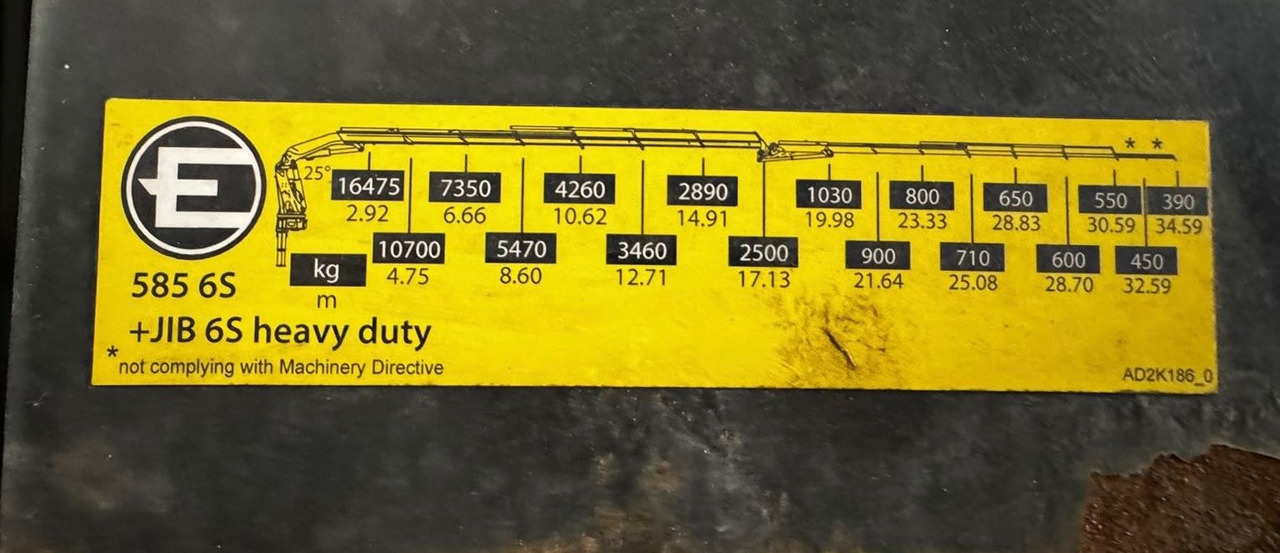 * *
25°
16475 7350 4260 2890 1030 800 650 550 390
2.92 6.66 10.62 14.91 19.98 23.33 28.83 30.59 34.59
kg 10700 5470 3460 2500 900 710 600 450
m 4.75 8.60 12.71 17.13 21.64 25.08 28.70 32.59
E
585 6S
+JIB 6S heavy duty
*not complying with Machinery Directive
AD2K186_0